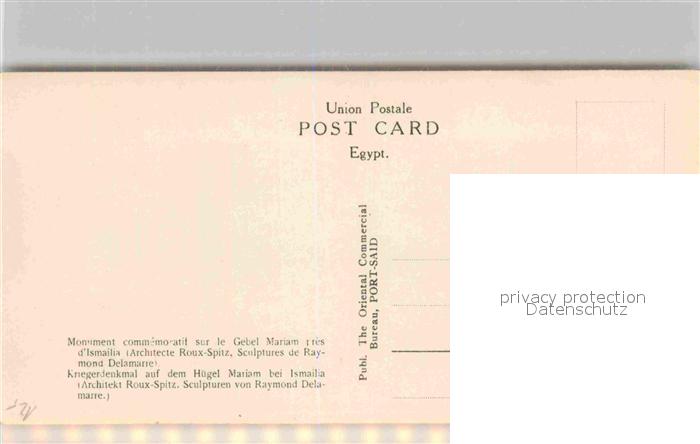 Union Postale
POST CARD
Egypt.
Monument commémoratif sur le Gebel Mariam près
d'Ismailia (Architecte Roux-Spitz, Sculptures de Ray-
mond Delamarre).
Kriegerdenkmal auf dem Hügel Mariam bei Ismailia
(Architekt Roux-Spitz. Sculpturen von Raymond Dela-
marre.)
Publ. The Oriental Commercial
Bureau, PORT-SAID
privacy protection
Datenschutz